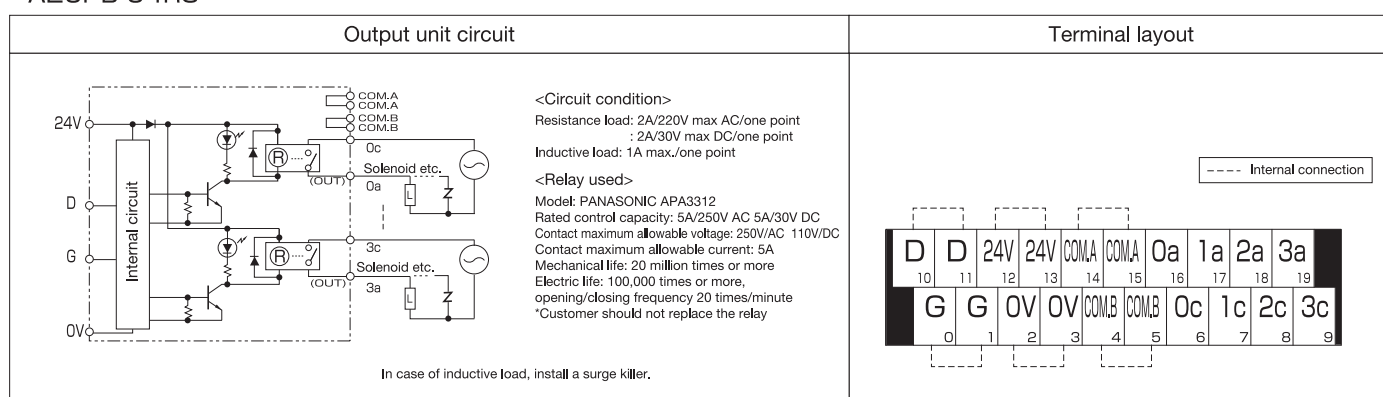 Output unit circuit
Terminal layout
COM.A
COM.A
COM.B
COM.B
24V
0c
R
Solenoid etc.
(OUT)
0a
L
Z
D
Internal circuit
G
3c
R
Solenoid etc.
(OUT)
3a
L
Z
0V
<Circuit condition>
Resistance load: 2A/220V max AC/one point
: 2A/30V max DC/one point
Inductive load: 1A max./one point
<Relay used>
Model: PANASONIC APA3312
Rated control capacity: 5A/250V AC 5A/30V DC
Contact maximum allowable voltage: 250V/AC 110V/DC
Contact maximum allowable current: 5A
Mechanical life: 20 million times or more
Electric life: 100,000 times or more,
opening/closing frequency 20 times/minute
*Customer should not replace the relay
In case of inductive load, install a surge killer.
Internal connection
D D 24V 24V COM.A COM.A 0a 1a 2a 3a
10 11 12 13 14 15 16 17 18 19
G G 0V 0V COM.B COM.B 0c 1c 2c 3c
0 1 2 3 4 5 6 7 8 9